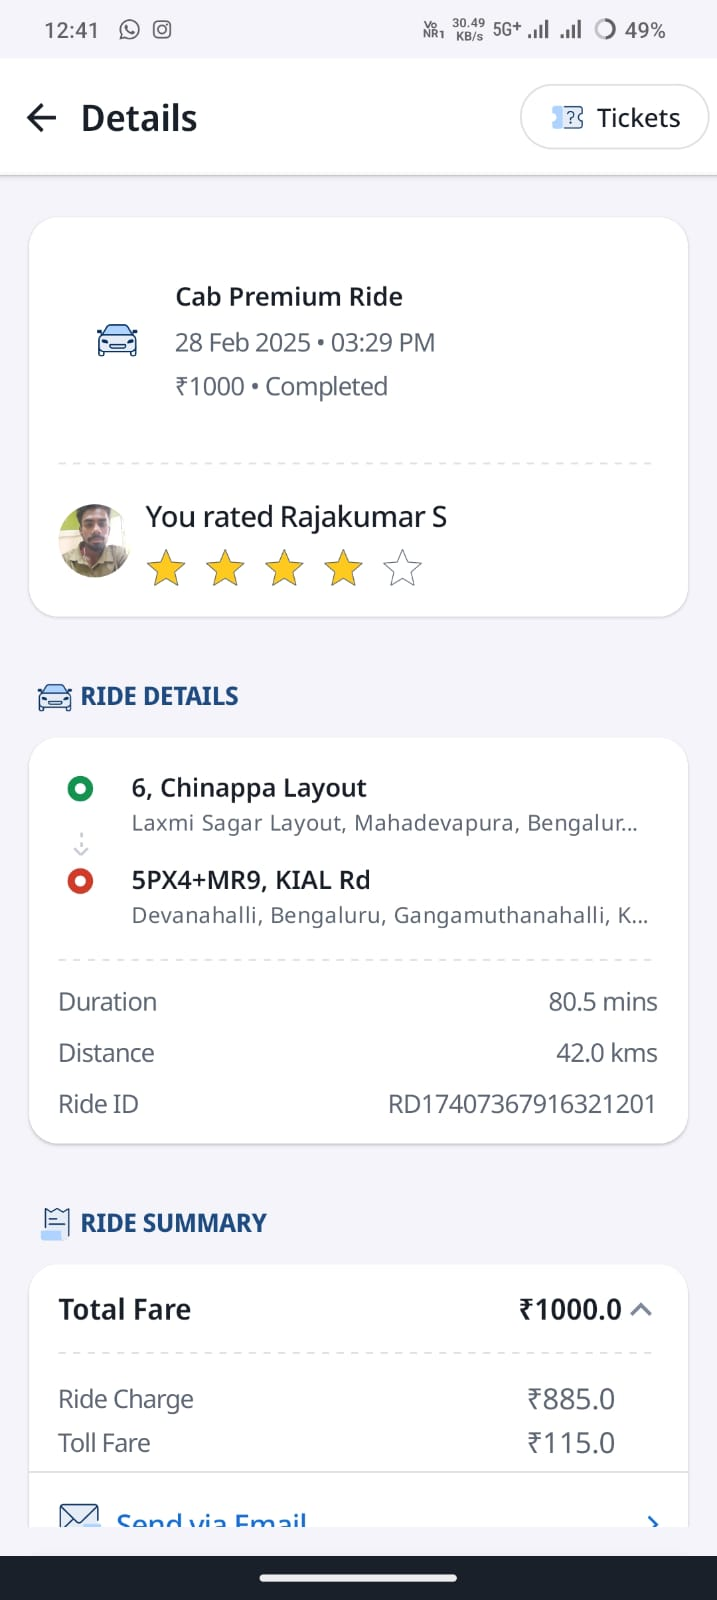 12:41
Vo NR1 30.49 KB/s 5G+ 49%
Details
Tickets
Cab Premium Ride
28 Feb 2025 • 03:29 PM
₹1000 • Completed
You rated Rajakumar S
RIDE DETAILS
6, Chinappa Layout
Laxmi Sagar Layout, Mahadevapura, Bengalur...
5PX4+MR9, KIAL Rd
Devanahalli, Bengaluru, Gangamuthanahalli, K...
Duration 80.5 mins
Distance 42.0 kms
Ride ID RD17407367916321201
RIDE SUMMARY
Total Fare ₹1000.0
Ride Charge ₹885.0
Toll Fare ₹115.0
Send via Email